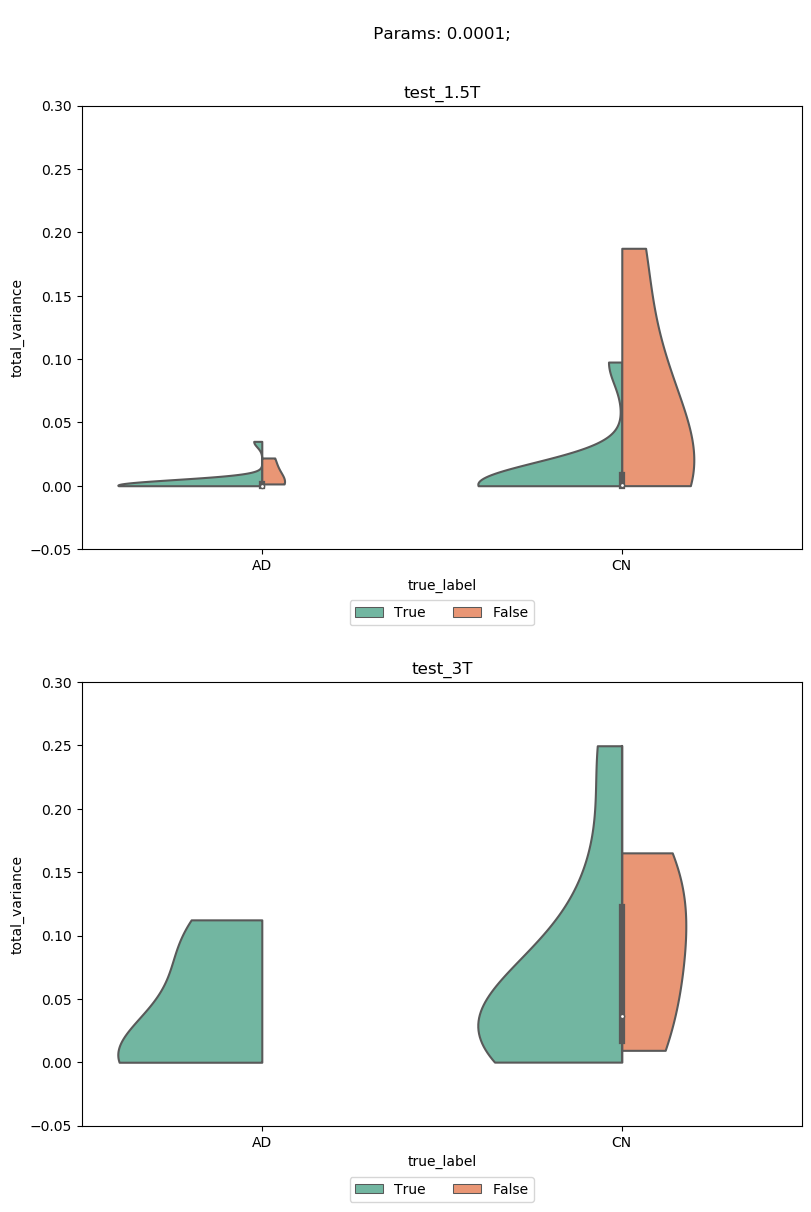 Params: 0.0001;
test_1.5T
0.30
0.25
0.20
0.15
0.10
0.05
0.00
−0.05
total_variance
AD CN
true_label
True False
test_3T
0.30
0.25
0.20
0.15
0.10
0.05
0.00
−0.05
total_variance
AD CN
true_label
True False